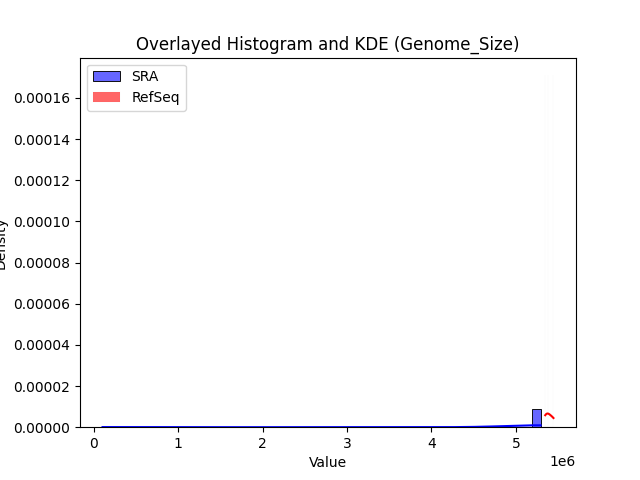 Overlayed Histogram and KDE (Genome_Size)
SRA
RefSeq
0.00016
0.00014
0.00012
0.00010
0.00008
0.00006
0.00004
0.00002
0.00000
Density
0 1 2 3 4 5
1e6
Value